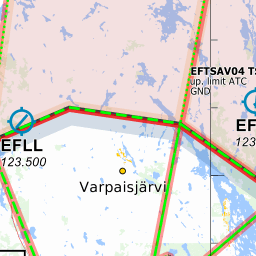 EFTSAV04 TS
up. limit ATC
GND
EFLL
123.500
EF
123
Varpaisjärvi